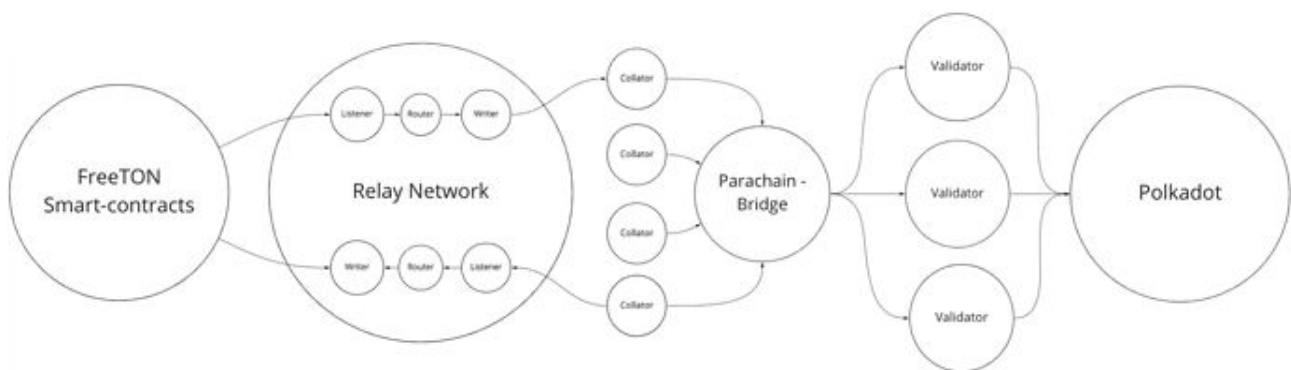 FreeTON
Smart-contracts
Listener
Router
Writer
Relay Network
Writer
Router
Listener
Collator
Collator
Collator
Collator
Parachain -
Bridge
Validator
Validator
Validator
Polkadot